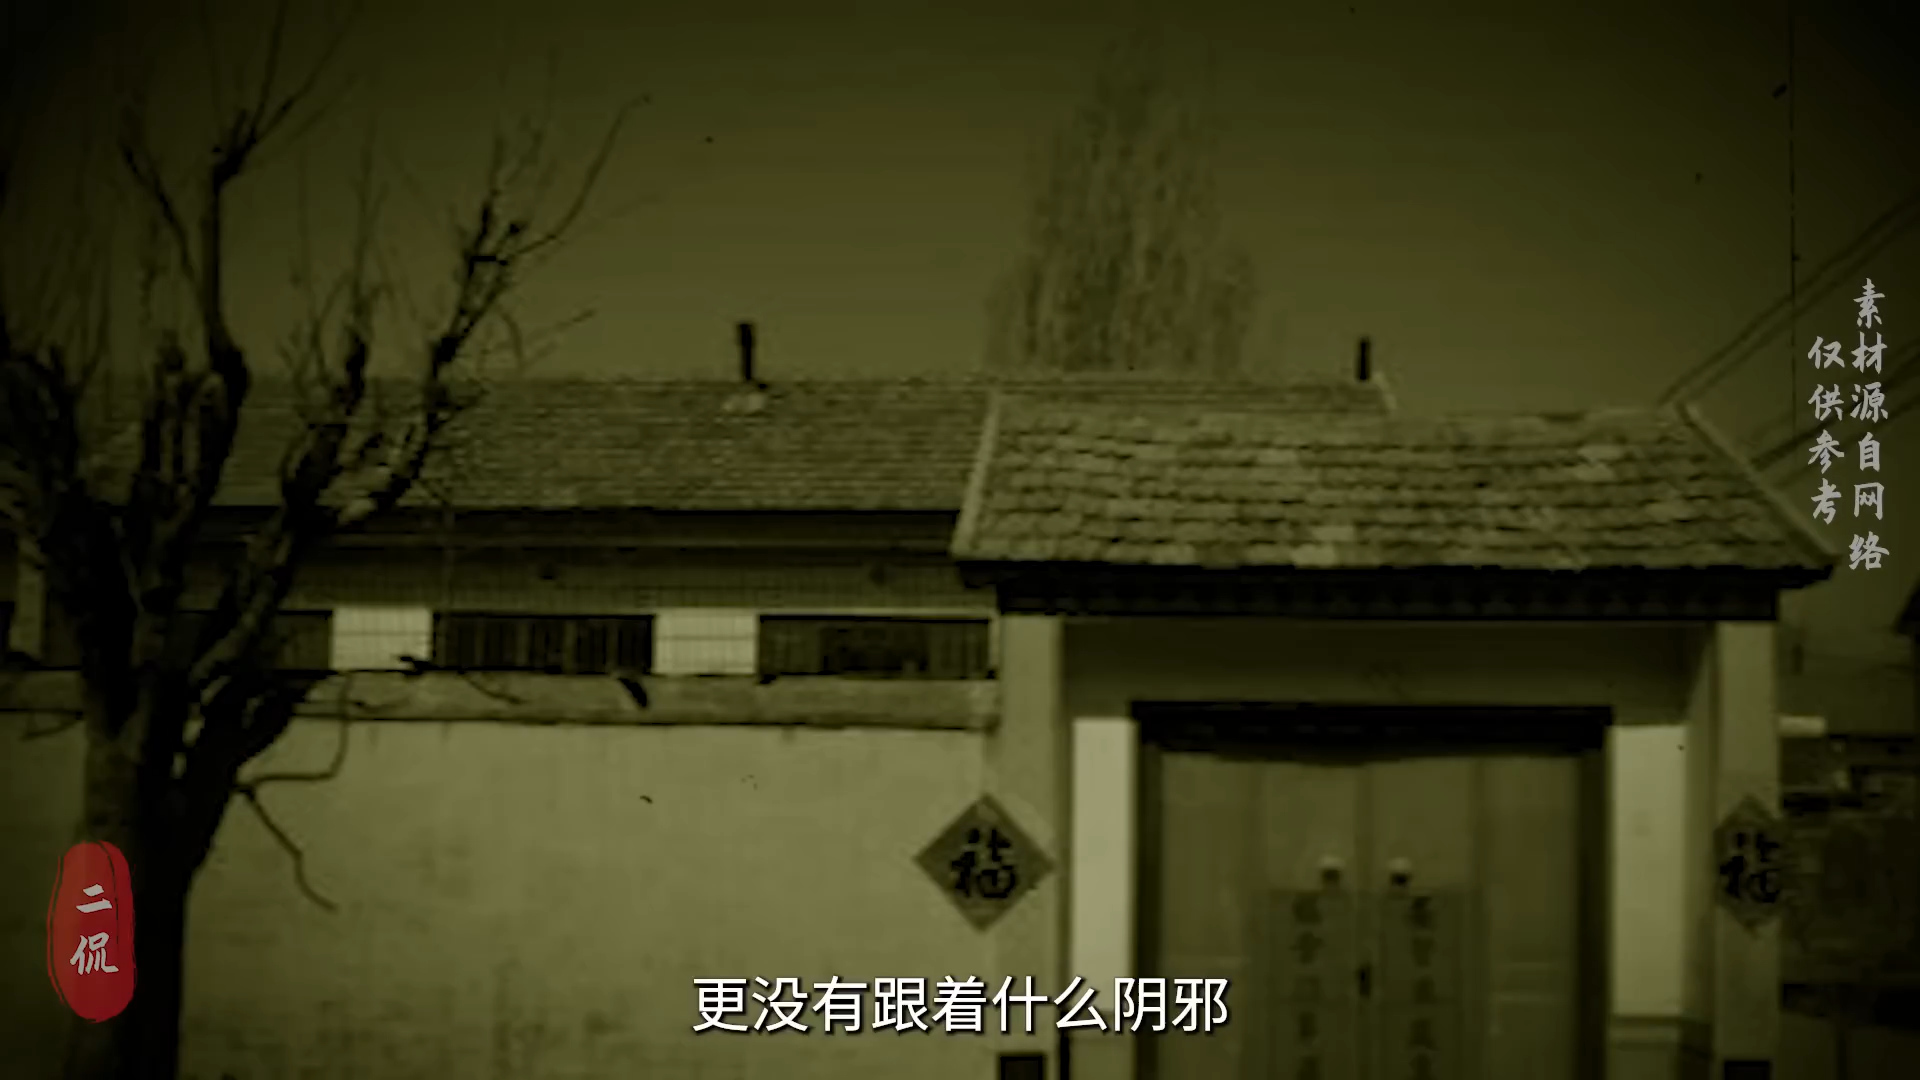 素材源自网络
仅供参考
福
福
二侃
更没有跟着什么阴邪